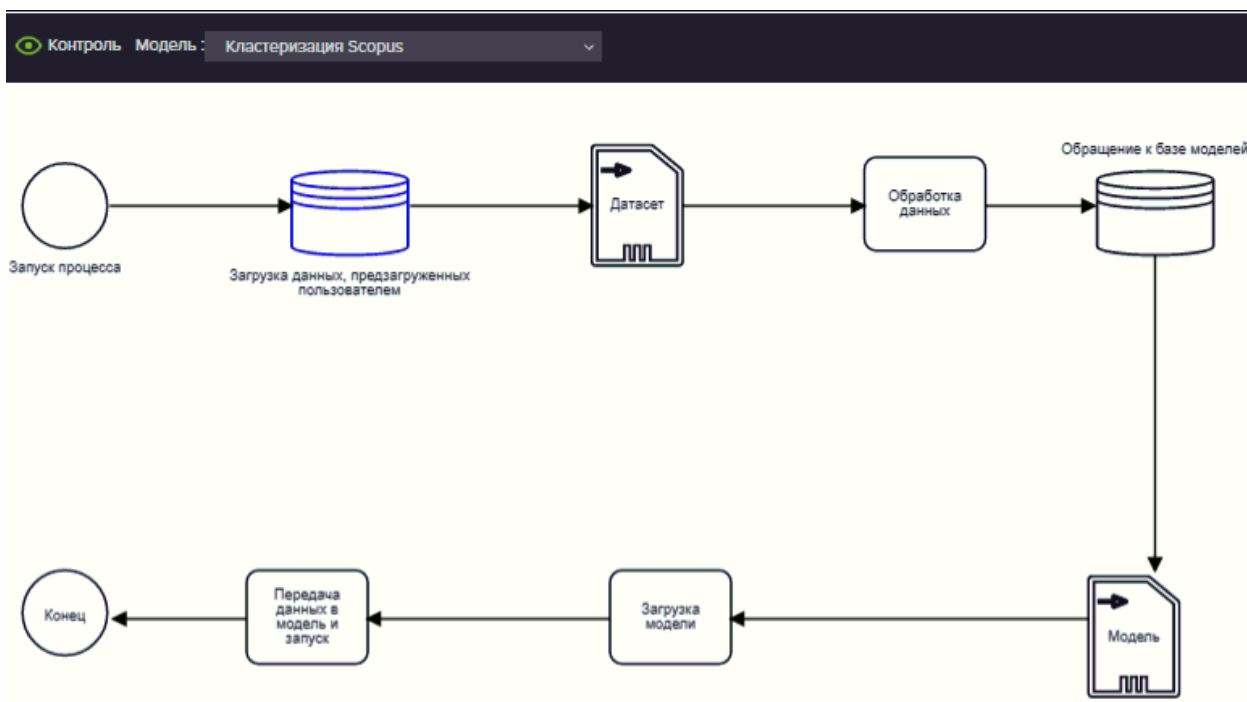 Контроль Модель : Кластеризация Scopus
Обращение к базе моделей
Датасет
Обработка
данных
Запуск процесса
Загрузка данных, предзагруженных
пользователем
Конец
Передача
данных в
модель и
запуск
Загрузка
модели
Модель